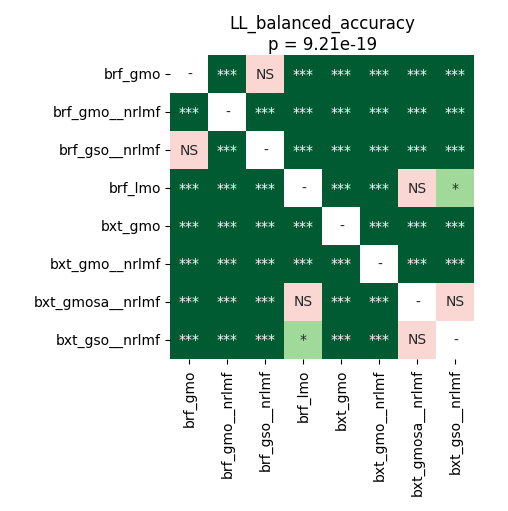 LL_balanced_accuracy
p = 9.21e-19
brf_gmo - *** NS *** *** *** *** ***
brf_gmo__nrlmf *** - *** *** *** *** *** ***
brf_gso__nrlmf NS *** - *** *** *** *** ***
brf_lmo *** *** *** - *** *** NS *
bxt_gmo *** *** *** *** - *** *** ***
bxt_gmo__nrlmf *** *** *** *** *** - *** ***
bxt_gmosa__nrlmf *** *** *** NS *** *** - NS
bxt_gso__nrlmf *** *** *** * *** *** NS -
brf_gmo
brf_gmo__nrlmf
brf_gso__nrlmf
brf_lmo
bxt_gmo
bxt_gmo__nrlmf
bxt_gmosa__nrlmf
bxt_gso__nrlmf